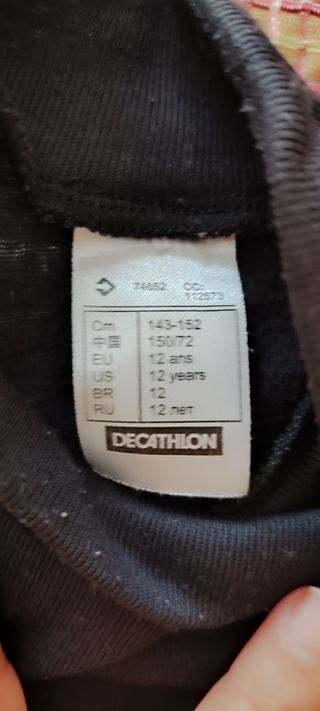 74652 CC:
112573
Cm 143-152
中国 150/72
EU 12 ans
US 12 years
BR 12
RU 12 лет
DECATHLON